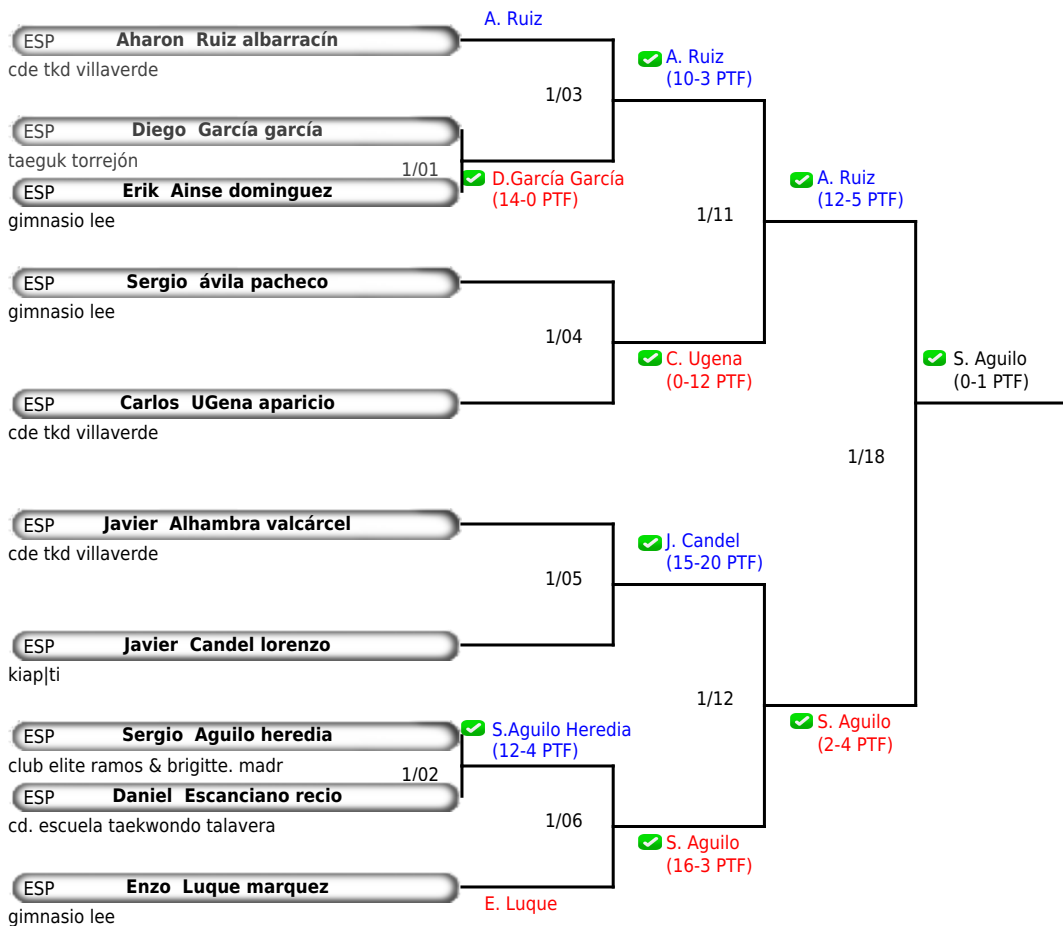 A. Ruiz
ESP Aharon Ruiz albarracín
cde tkd villaverde
A. Ruiz
(10-3 PTF)
1/03
ESP Diego García garcía
taeguk torrejón
1/01
D.García García
(14-0 PTF)
ESP Erik Ainse dominguez
gimnasio lee
A. Ruiz
(12-5 PTF)
1/11
ESP Sergio ávila pacheco
gimnasio lee
1/04
C. Ugena
(0-12 PTF)
ESP Carlos UGena aparicio
cde tkd villaverde
S. Aguilo
(0-1 PTF)
1/18
ESP Javier Alhambra valcárcel
cde tkd villaverde
J. Candel
(15-20 PTF)
1/05
ESP Javier Candel lorenzo
kiap|ti
1/12
S. Aguilo
(2-4 PTF)
ESP Sergio Aguilo heredia
club elite ramos & brigitte. madr
S.Aguilo Heredia
(12-4 PTF)
1/02
ESP Daniel Escanciano recio
cd. escuela taekwondo talavera
1/06
S. Aguilo
(16-3 PTF)
ESP Enzo Luque marquez
gimnasio lee
E. Luque